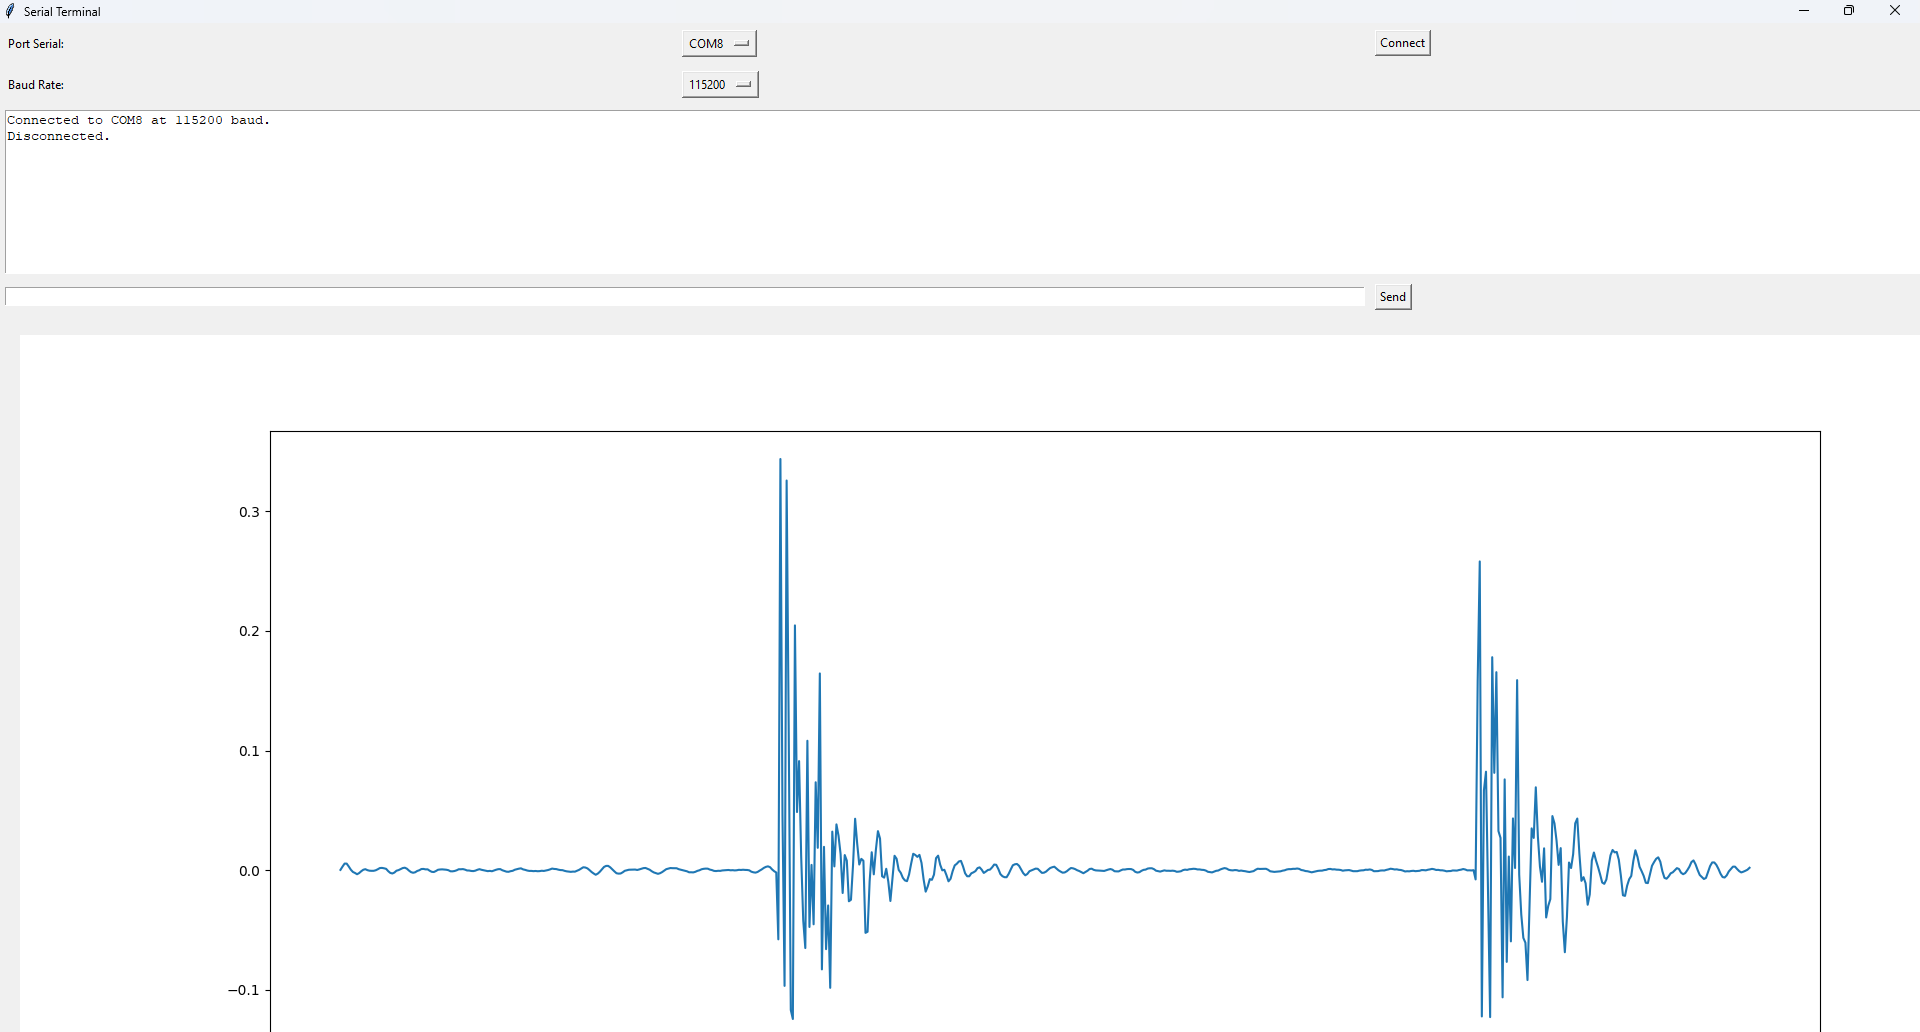 Serial Terminal
Port Serial:
COM8
Connect
Baud Rate:
115200
Connected to COM8 at 115200 baud.
Disconnected.
Send
0.3
0.2
0.1
0.0
−0.1